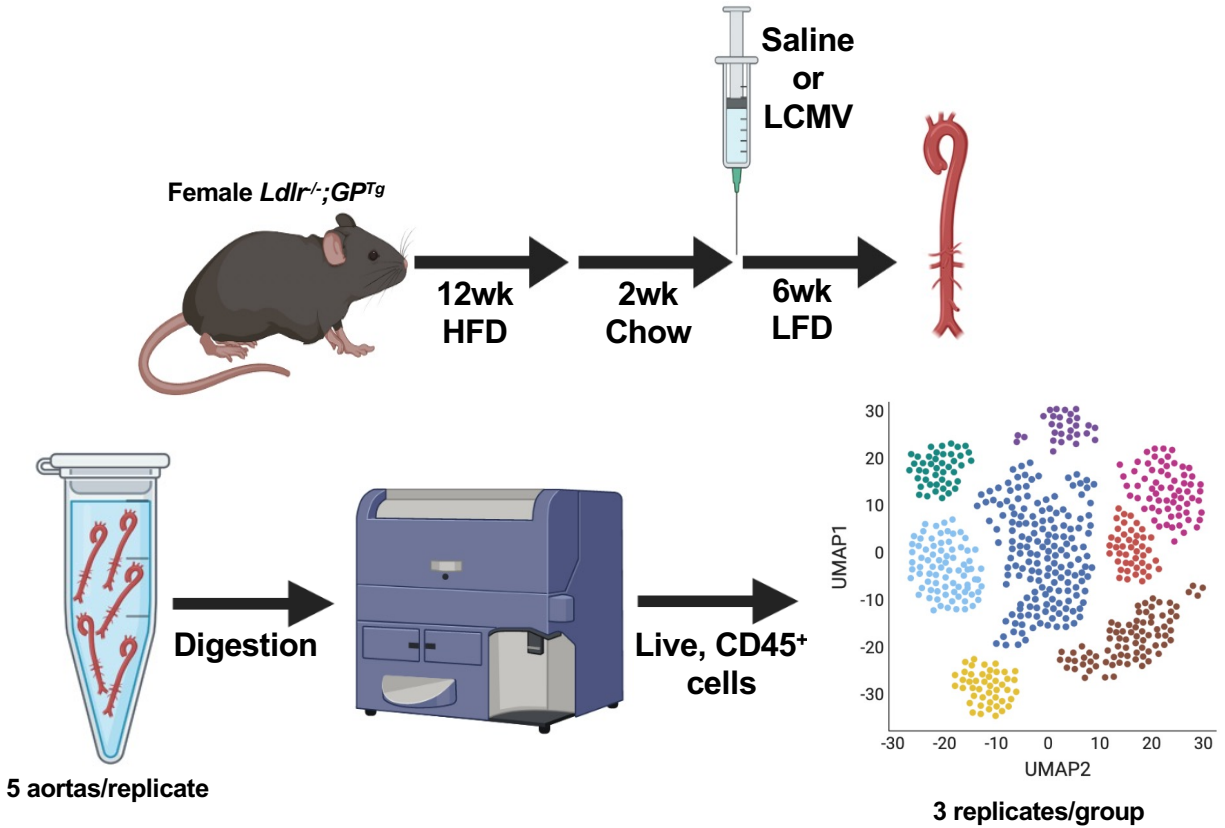 Saline
or
LCMV
Female Ldlr-/-;GPTg
12wk
HFD
2wk
Chow
6wk
LFD
Digestion
Live, CD45+
cells
5 aortas/replicate
30
20
10
0
-10
-20
-30
UMAP1
-30 -20 -10 0 10 20 30
UMAP2
3 replicates/group